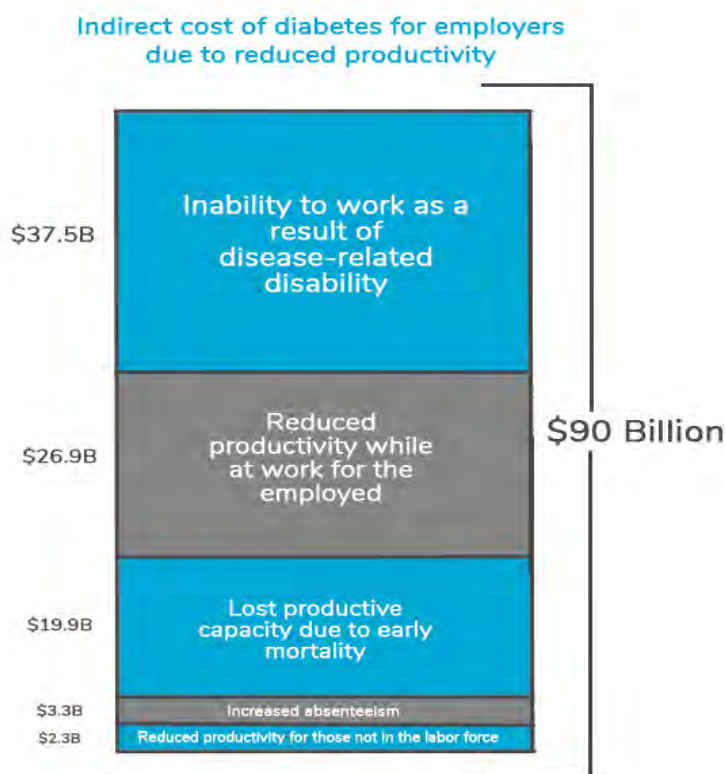 Indirect cost of diabetes for employers
due to reduced productivity
$37.5B
Inability to work as a
result of
disease-related
disability
$26.9B
Reduced
productivity while
at work for the
employed
$90 Billion
$19.9B
Lost productive
capacity due to early
mortality
$3.3B
Increased absenteeism
$2.3B
Reduced productivity for those not in the labor force